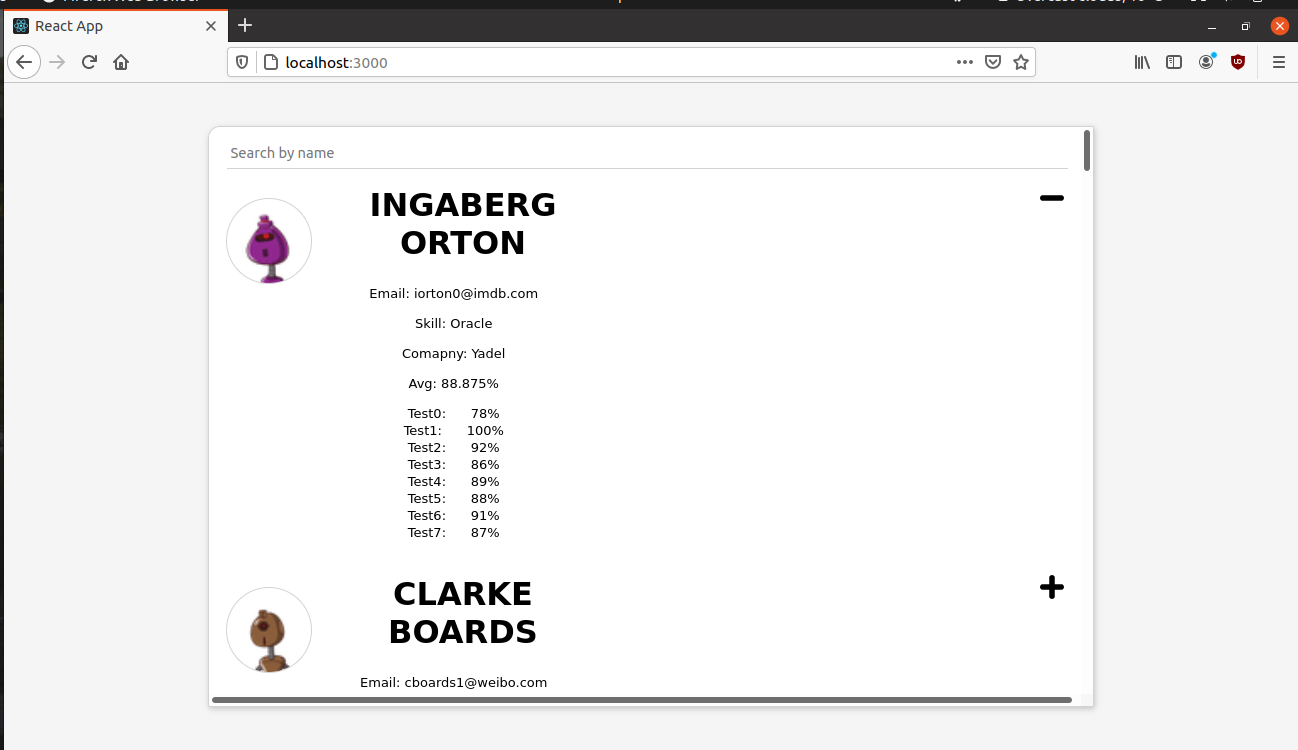 React App
localhost:3000
Search by name
INGABERG
ORTON
Email: iorton0@imdb.com
Skill: Oracle
Comapny: Yadel
Avg: 88.875%
Test0: 78%
Test1: 100%
Test2: 92%
Test3: 86%
Test4: 89%
Test5: 88%
Test6: 91%
Test7: 87%
CLARKE
BOARDS
Email: cboards1@weibo.com